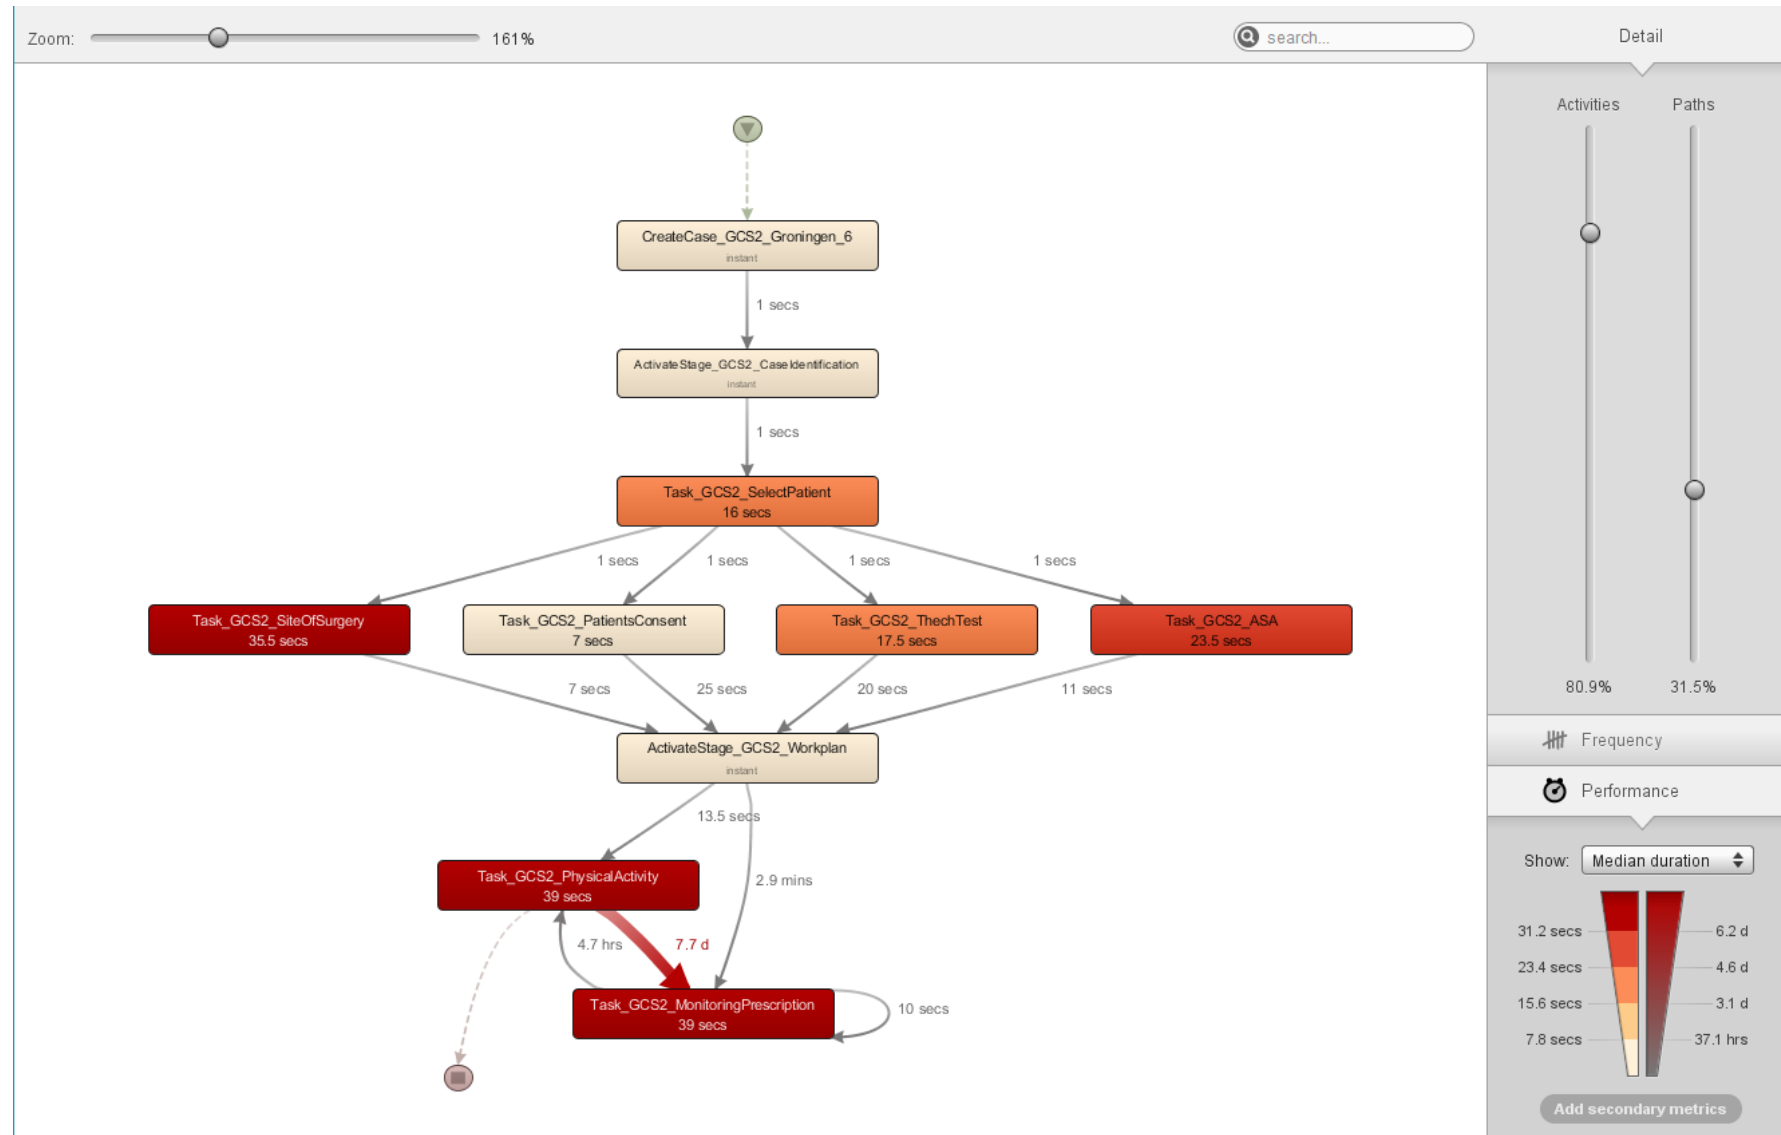 Zoom:
161%
search...
Detail
Activities
Paths
CreateCase_GCS2_Groningen_6
instant
1 secs
ActivateStage_GCS2_CaseIdentification
instant
1 secs
Task_GCS2_SelectPatient
16 secs
1 secs
1 secs
1 secs
1 secs
Task_GCS2_SiteOfSurgery
35.5 secs
Task_GCS2_PatientsConsent
7 secs
Task_GCS2_ThechTest
17.5 secs
Task_GCS2_ASA
23.5 secs
7 secs
25 secs
20 secs
11 secs
ActivateStage_GCS2_Workplan
instant
13.5 secs
2.9 mins
Task_GCS2_PhysicalActivity
39 secs
4.7 hrs
7.7 d
Task_GCS2_MonitoringPrescription
39 secs
10 secs
80.9%
31.5%
Frequency
Performance
Show:
Median duration
31.2 secs
6.2 d
23.4 secs
4.6 d
15.6 secs
3.1 d
7.8 secs
37.1 hrs
Add secondary metrics